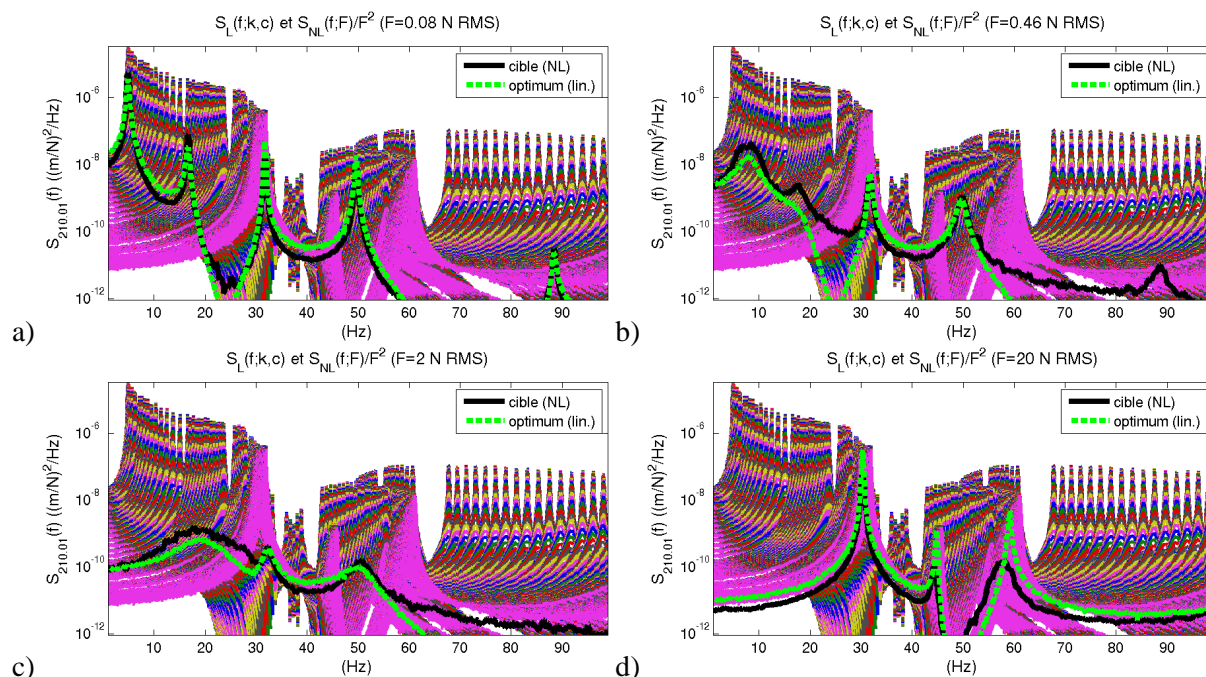 S_L(f;k,c) et S_NL(f;F)/F² (F=0.08 N RMS)
cible (NL)
optimum (lin.)
S_210.01(f) ((m/N)²/Hz)
10⁻⁶
10⁻⁸
10⁻¹⁰
10⁻¹²
10 20 30 40 50 60 70 80 90
(Hz)
a)
S_L(f;k,c) et S_NL(f;F)/F² (F=0.46 N RMS)
cible (NL)
optimum (lin.)
S_210.01(f) ((m/N)²/Hz)
10⁻⁶
10⁻⁸
10⁻¹⁰
10⁻¹²
10 20 30 40 50 60 70 80 90
(Hz)
b)
S_L(f;k,c) et S_NL(f;F)/F² (F=2 N RMS)
cible (NL)
optimum (lin.)
S_210.01(f) ((m/N)²/Hz)
10⁻⁶
10⁻⁸
10⁻¹⁰
10⁻¹²
10 20 30 40 50 60 70 80 90
(Hz)
c)
S_L(f;k,c) et S_NL(f;F)/F² (F=20 N RMS)
cible (NL)
optimum (lin.)
S_210.01(f) ((m/N)²/Hz)
10⁻⁶
10⁻⁸
10⁻¹⁰
10⁻¹²
10 20 30 40 50 60 70 80 90
(Hz)
d)